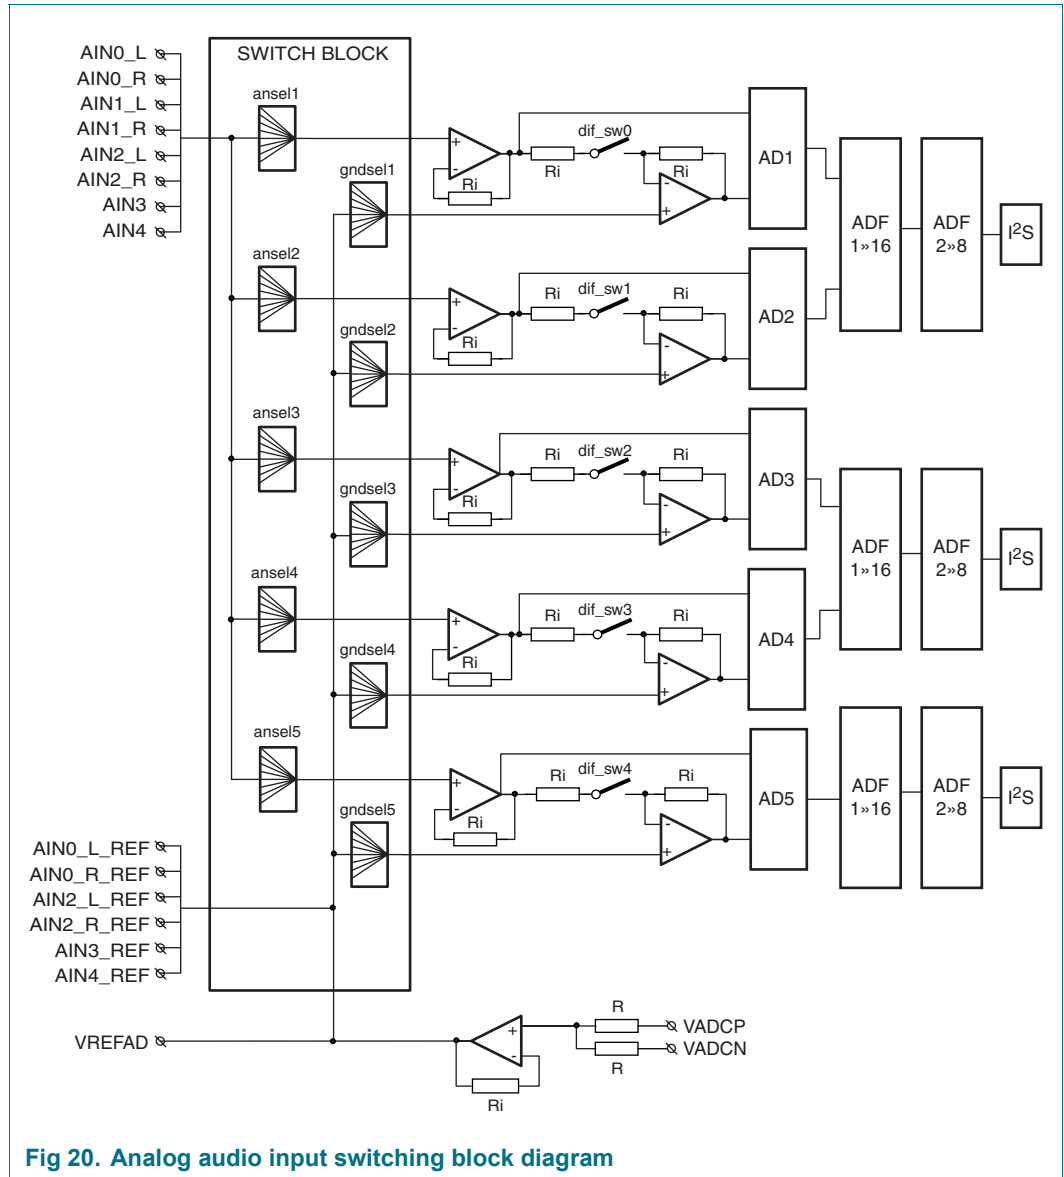 SWITCH BLOCK
AIN0_L
AIN0_R
AIN1_L
AIN1_R
AIN2_L
AIN2_R
AIN3
AIN4
ansel1
gndsel1
+
-
Ri
Ri
dif_sw0
Ri
-
+
AD1
ansel2
gndsel2
+
-
Ri
Ri
dif_sw1
Ri
-
+
AD2
ADF
1»16
ADF
2»8
I²S
ansel3
gndsel3
+
-
Ri
Ri
dif_sw2
Ri
-
+
AD3
ansel4
gndsel4
+
-
Ri
Ri
dif_sw3
Ri
-
+
AD4
ADF
1»16
ADF
2»8
I²S
ansel5
gndsel5
+
-
Ri
Ri
dif_sw4
Ri
-
+
AD5
ADF
1»16
ADF
2»8
I²S
AIN0_L_REF
AIN0_R_REF
AIN2_L_REF
AIN2_R_REF
AIN3_REF
AIN4_REF
VREFAD
+
-
Ri
R
VADCP
VADCN
R
Fig 20. Analog audio input switching block diagram